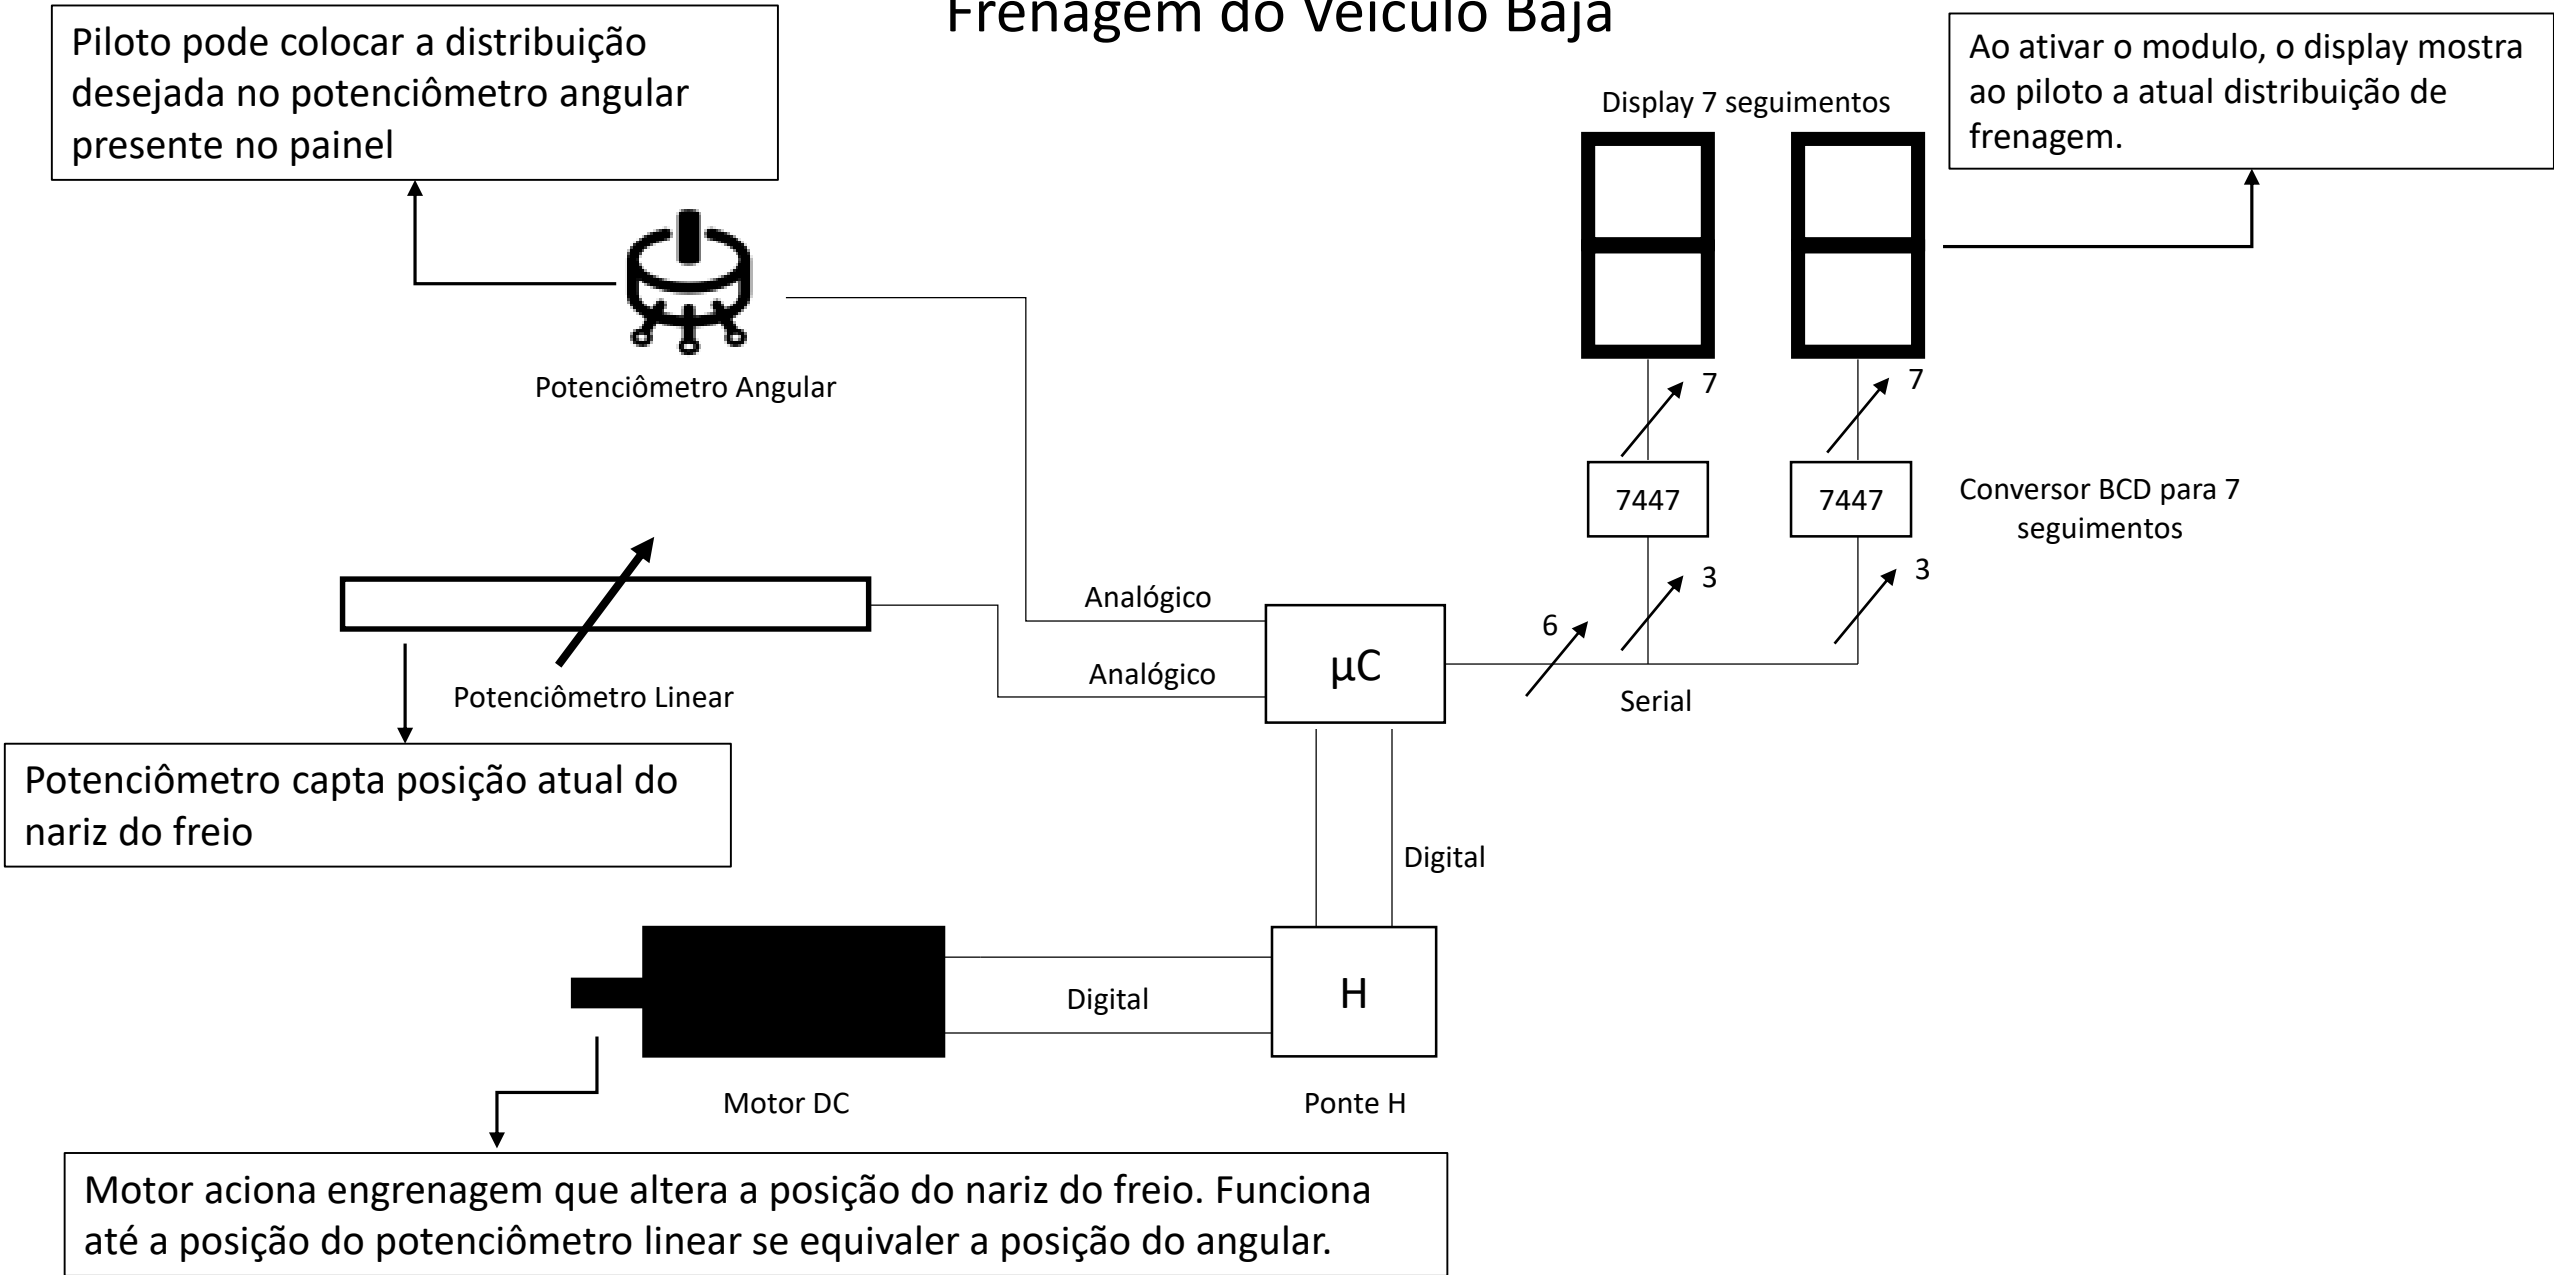 Frenagem do Veículo Baja
Piloto pode colocar a distribuição
desejada no potenciômetro angular
presente no painel
Ao ativar o modulo, o display mostra
ao piloto a atual distribuição de
frenagem.
Display 7 seguimentos
7
7
Potenciômetro Angular
7447
7447
Conversor BCD para 7
seguimentos
3
3
6
Analógico
Analógico
µC
Serial
Potenciômetro Linear
Potenciômetro capta posição atual do
nariz do freio
Digital
Digital
H
Motor DC
Ponte H
Motor aciona engrenagem que altera a posição do nariz do freio. Funciona
até a posição do potenciômetro linear se equivaler a posição do angular.